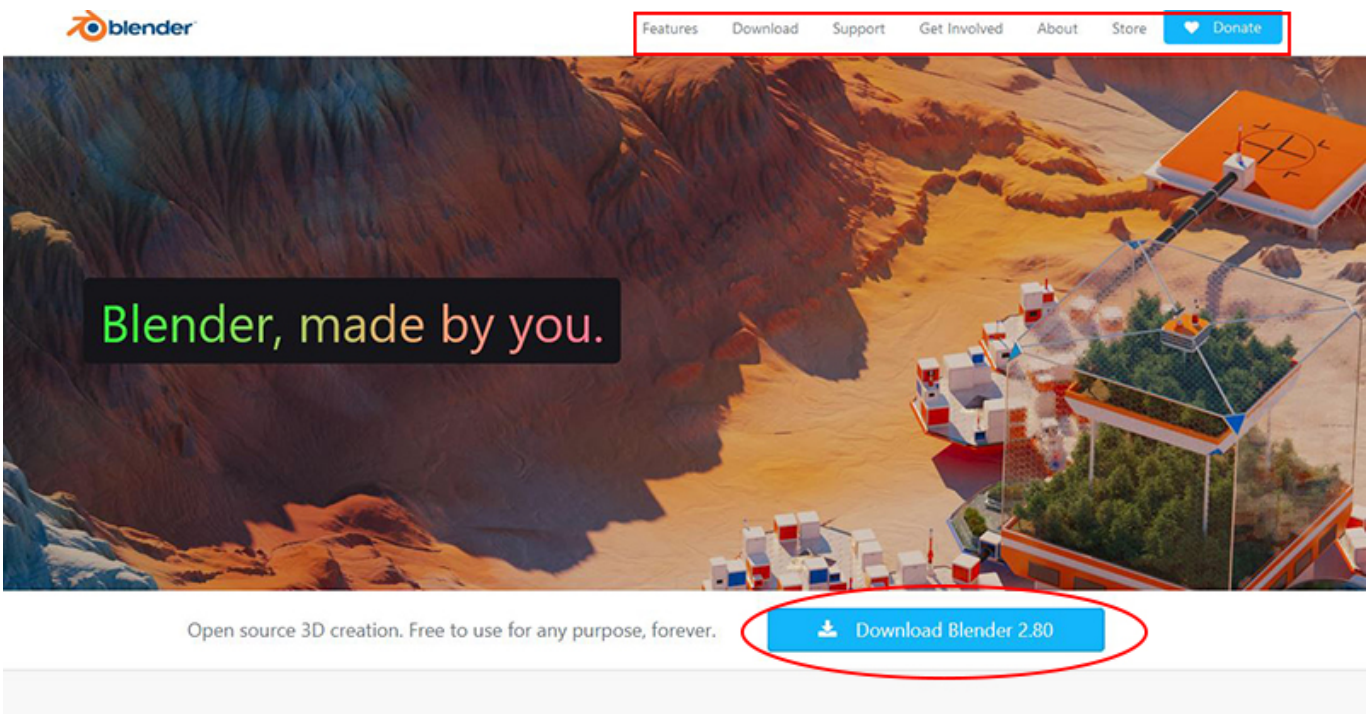 blender
Features Download Support Get Involved About Store Donate
Blender, made by you.
Open source 3D creation. Free to use for any purpose, forever.
Download Blender 2.80